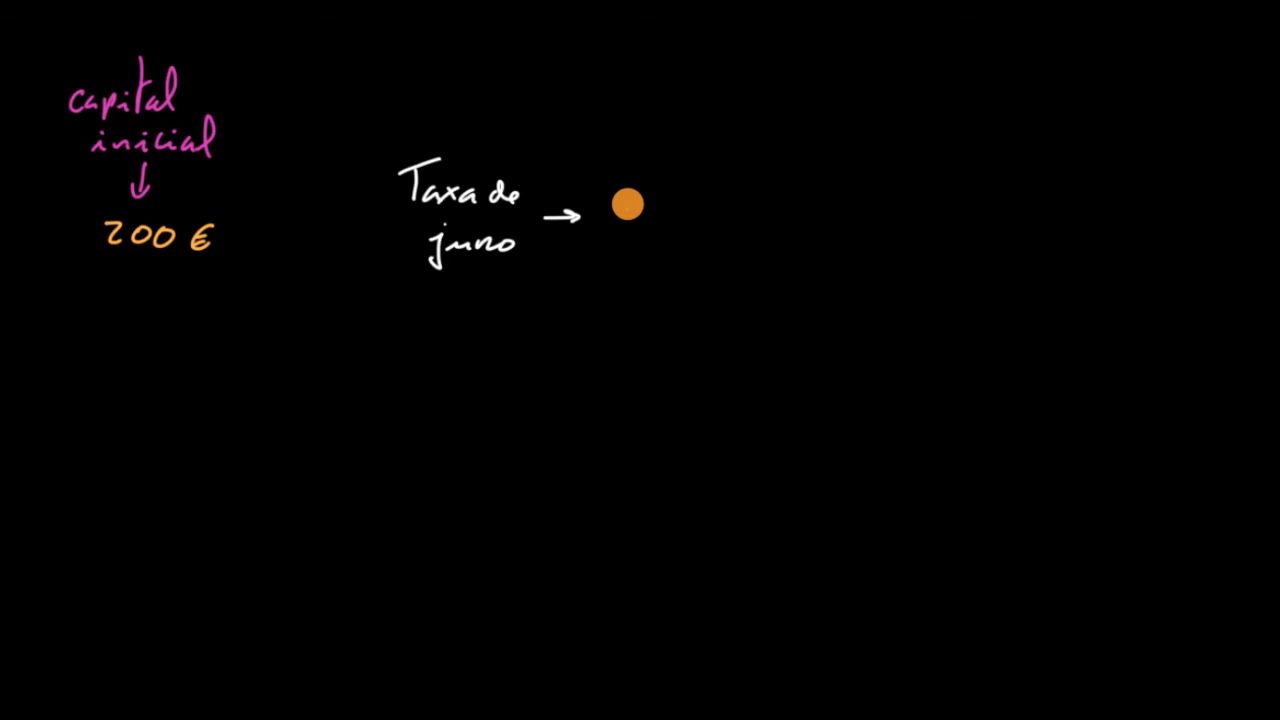 capital
inicial
↓
200 €
Taxa de
juro →